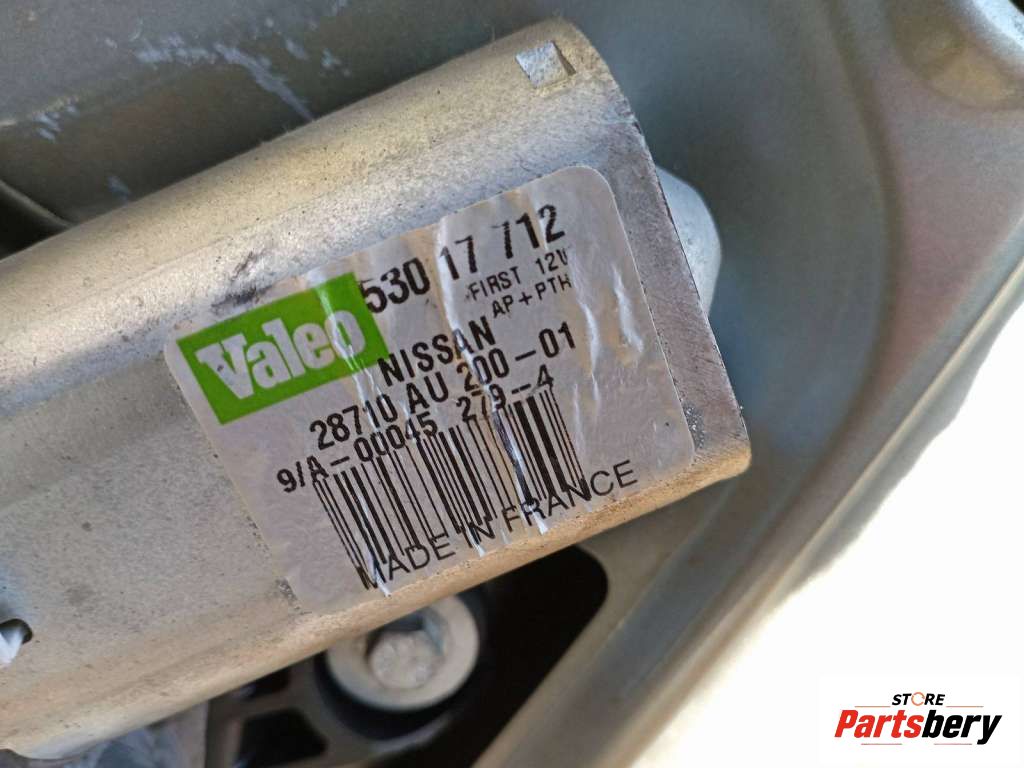 Valeo
530 17 712
FIRST 12V
AP+PTH
NISSAN
28710 AU 200-01
9/A-00045 279-4
MADE IN FRANCE
STORE
Partsbery